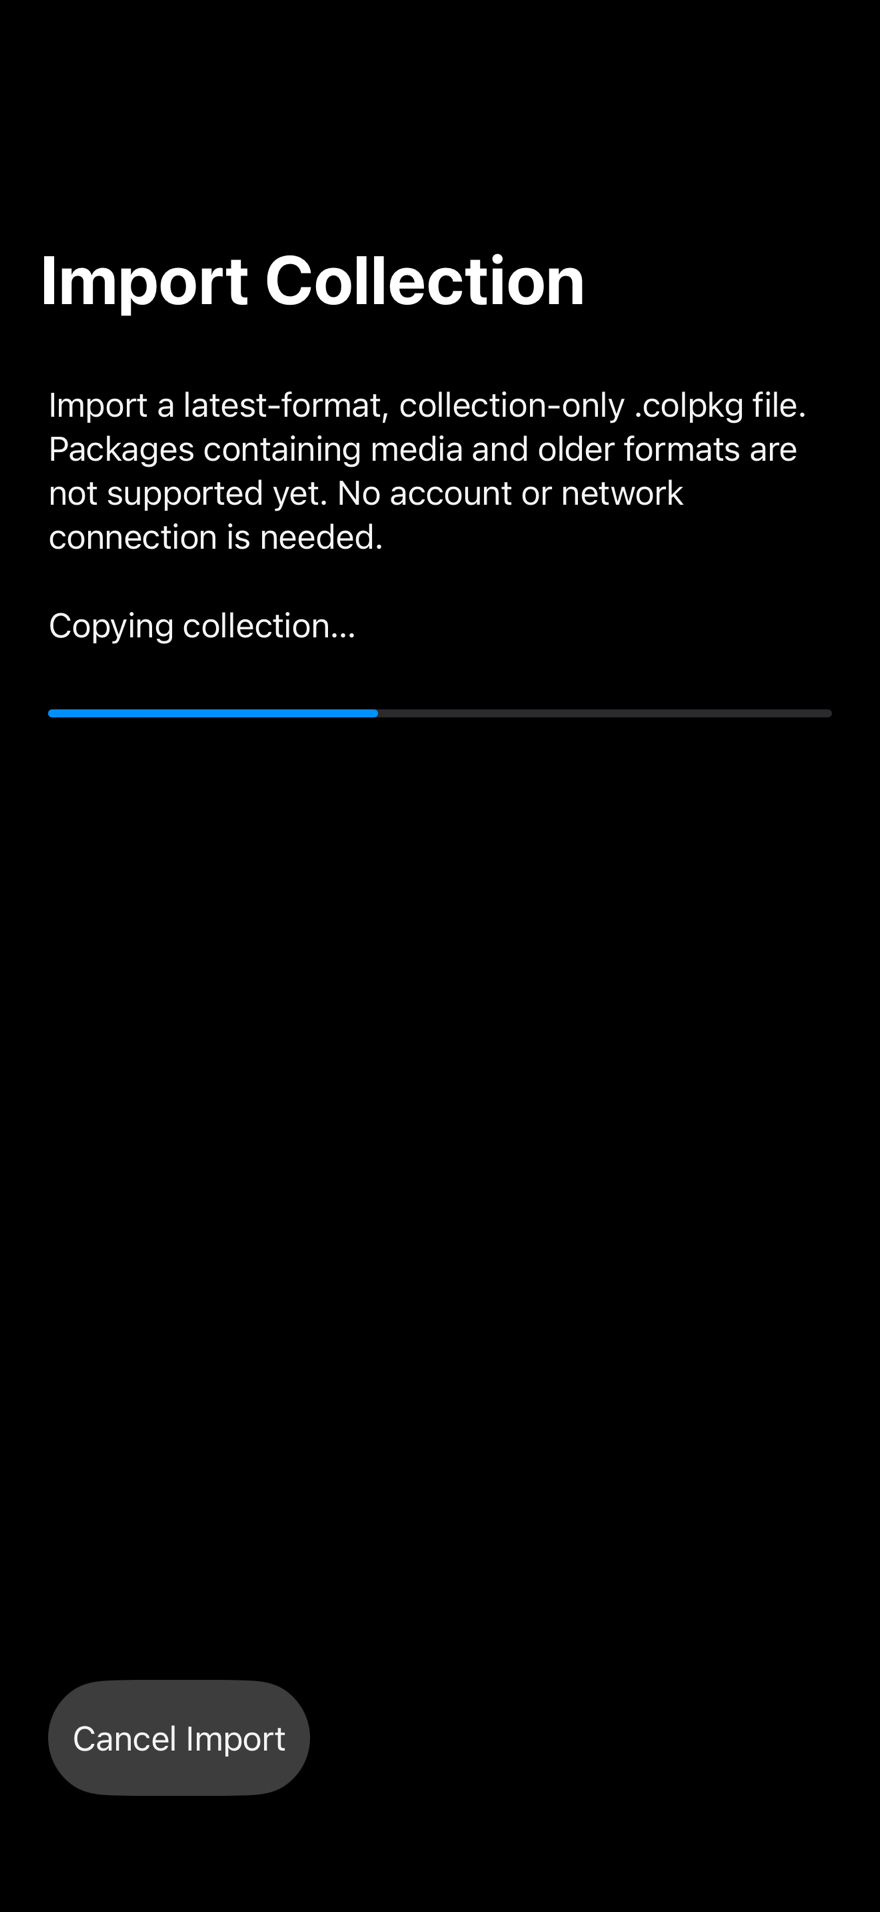 Import Collection
Import a latest-format, collection-only .colpkg file.
Packages containing media and older formats are
not supported yet. No account or network
connection is needed.
Copying collection...
Cancel Import